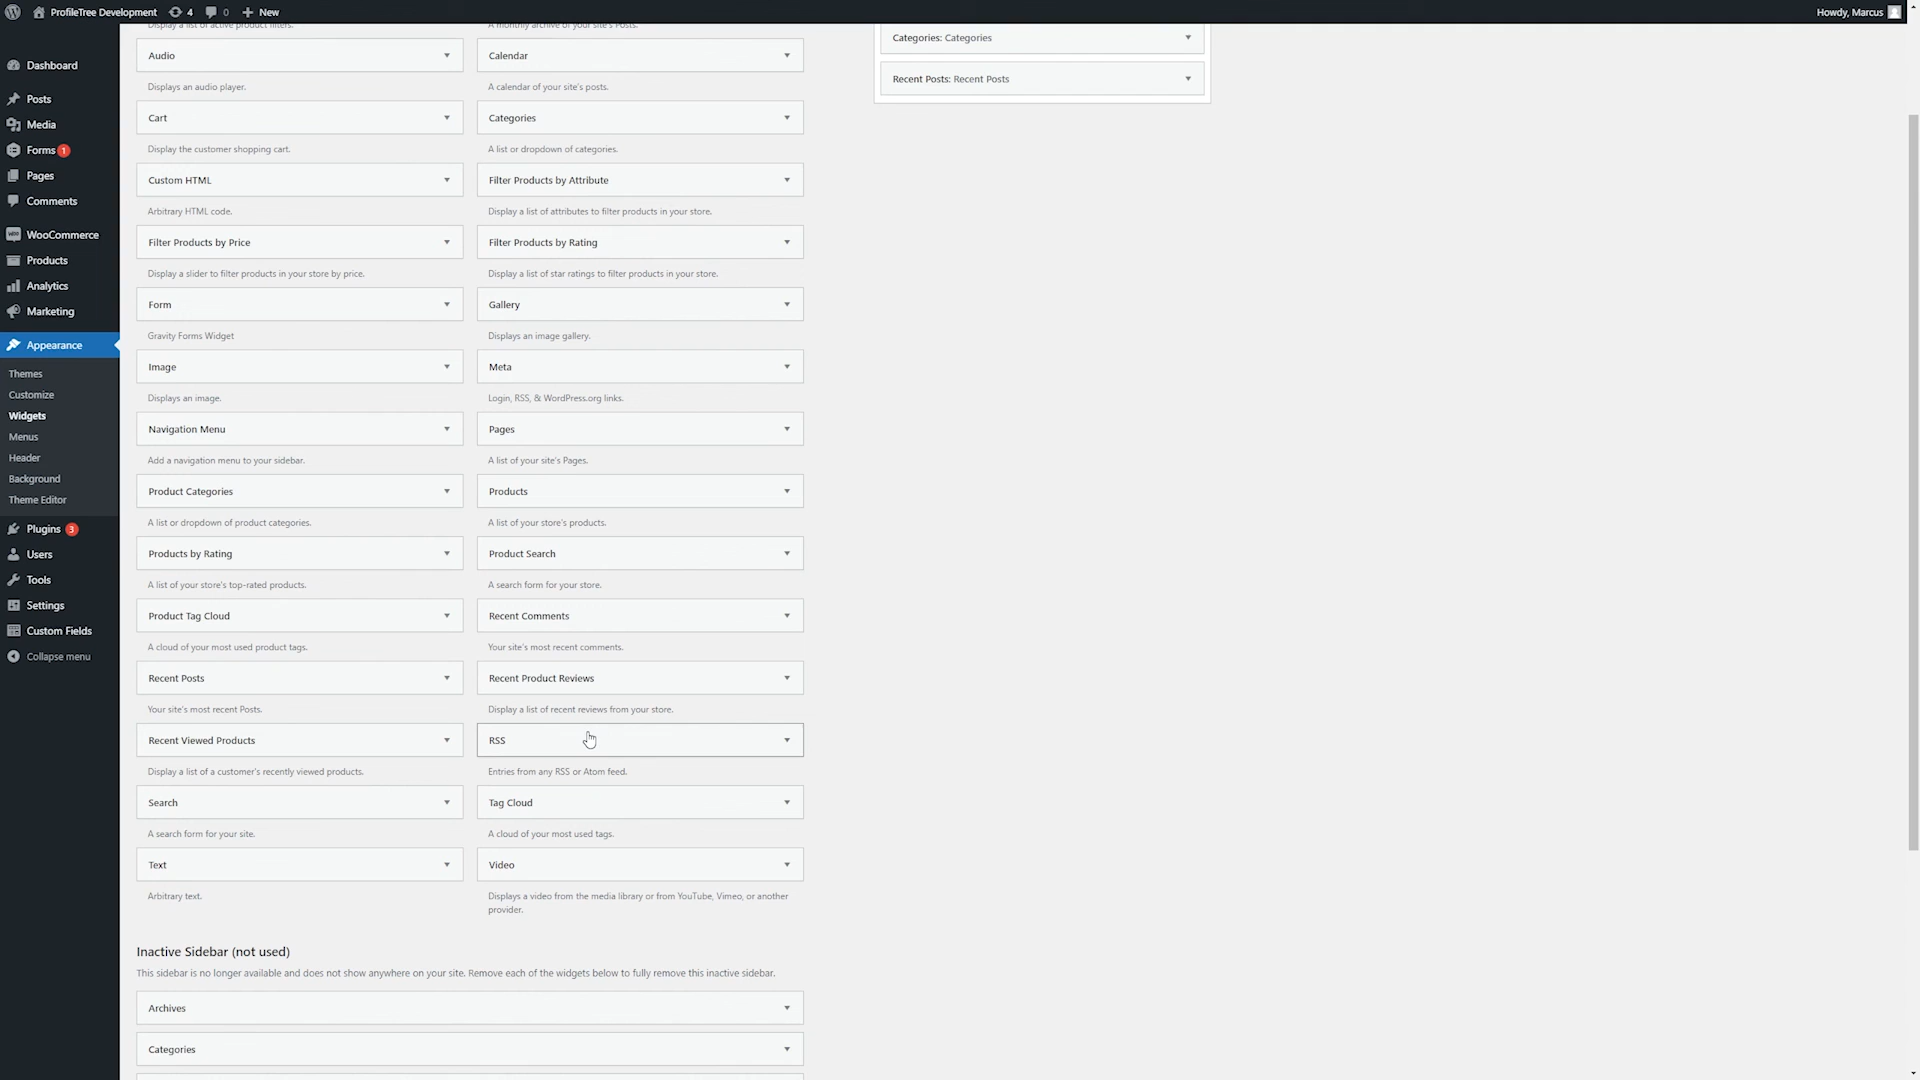 ProfileTree Development
4
0
New
Howdy, Marcus
Dashboard
Posts
Media
Forms 1
Pages
Comments
WooCommerce
Products
Analytics
Marketing
Appearance
Themes
Customize
Widgets
Menus
Header
Background
Theme Editor
Plugins 3
Users
Tools
Settings
Custom Fields
Collapse menu
Display a list of active product filters.
A monthly archive of your site's Posts.
Audio
Calendar
Displays an audio player.
A calendar of your site's posts.
Cart
Categories
Display the customer shopping cart.
A list or dropdown of categories.
Custom HTML
Filter Products by Attribute
Arbitrary HTML code.
Display a list of attributes to filter products in your store.
Filter Products by Price
Filter Products by Rating
Display a slider to filter products in your store by price.
Display a list of star ratings to filter products in your store.
Form
Gallery
Gravity Forms Widget
Displays an image gallery.
Image
Meta
Displays an image.
Login, RSS, & WordPress.org links.
Navigation Menu
Pages
Add a navigation menu to your sidebar.
A list of your site's Pages.
Product Categories
Products
A list or dropdown of product categories.
A list of your store's products.
Products by Rating
Product Search
A list of your store's top-rated products.
A search form for your store.
Product Tag Cloud
Recent Comments
A cloud of your most used product tags.
Your site's most recent comments.
Recent Posts
Recent Product Reviews
Your site's most recent Posts.
Display a list of recent reviews from your store.
Recent Viewed Products
RSS
Display a list of a customer's recently viewed products.
Entries from any RSS or Atom feed.
Search
Tag Cloud
A search form for your site.
A cloud of your most used tags.
Text
Video
Arbitrary text.
Displays a video from the media library or from YouTube, Vimeo, or another
provider.
Inactive Sidebar (not used)
This sidebar is no longer available and does not show anywhere on your site. Remove each of the widgets below to fully remove this inactive sidebar.
Archives
Categories
Categories: Categories
Recent Posts: Recent Posts